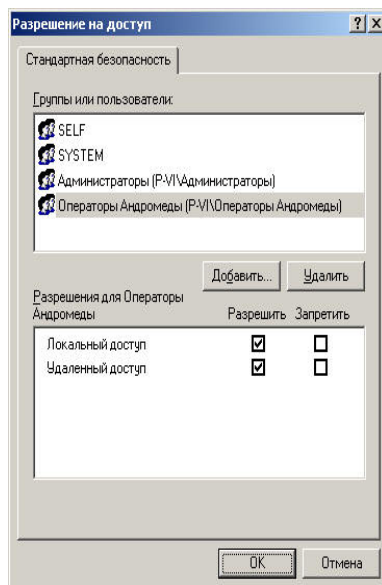 Разрешение на доступ
Стандартная безопасность
Группы или пользователи:
SELF
SYSTEM
Администраторы (P-VI\Администраторы)
Операторы Андромеды (P-VI\Операторы Андромеды)
Добавить... Удалить
Разрешения для Операторы
Андромеды Разрешить Запретить
Локальный доступ
Удаленный доступ
OK Отмена